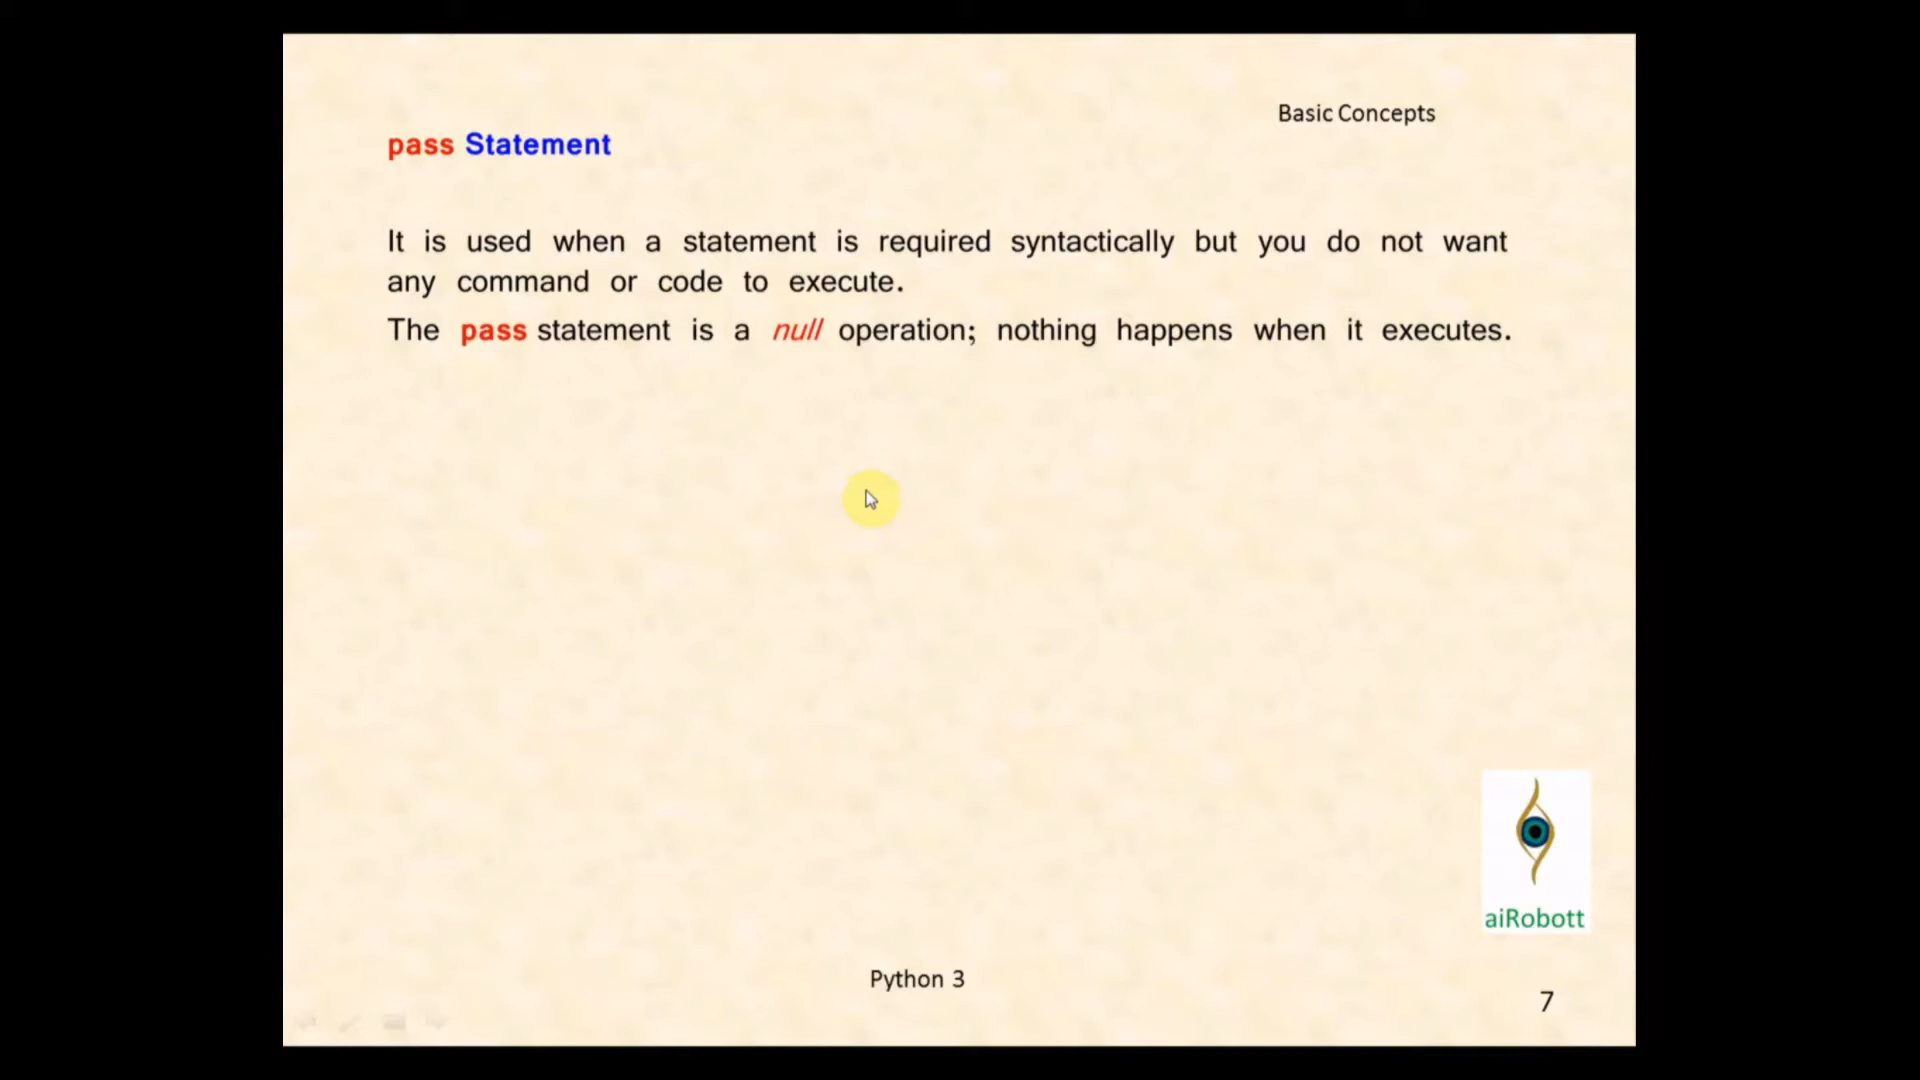 Basic Concepts
pass Statement
It is used when a statement is required syntactically but you do not want
any command or code to execute.
The pass statement is a null operation; nothing happens when it executes.
aiRobott
Python 3
7